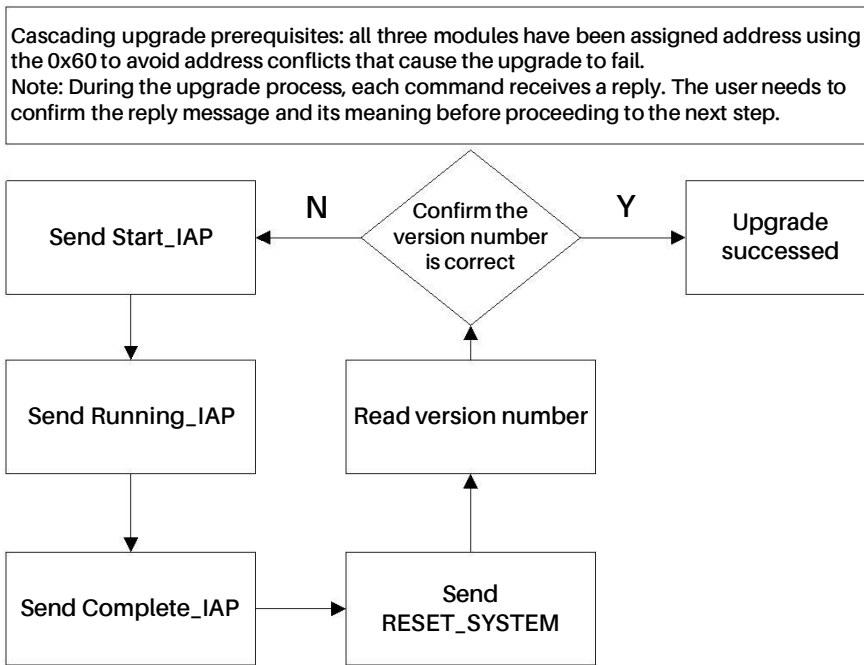 Cascading upgrade prerequisites: all three modules have been assigned address using
the 0x60 to avoid address conflicts that cause the upgrade to fail.
Note: During the upgrade process, each command receives a reply. The user needs to
confirm the reply message and its meaning before proceeding to the next step.
Send Start_IAP
N
Confirm the
version number
is correct
Y
Upgrade
successed
Send Running_IAP
Read version number
Send Complete_IAP
Send
RESET_SYSTEM